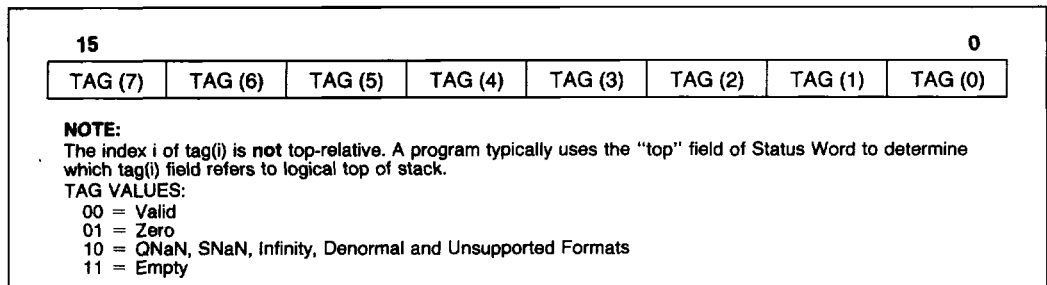 15 0
TAG (7) TAG (6) TAG (5) TAG (4) TAG (3) TAG (2) TAG (1) TAG (0)
NOTE:
The index i of tag(i) is not top-relative. A program typically uses the "top" field of Status Word to determine
which tag(i) field refers to logical top of stack.
TAG VALUES:
00 = Valid
01 = Zero
10 = QNaN, SNaN, Infinity, Denormal and Unsupported Formats
11 = Empty